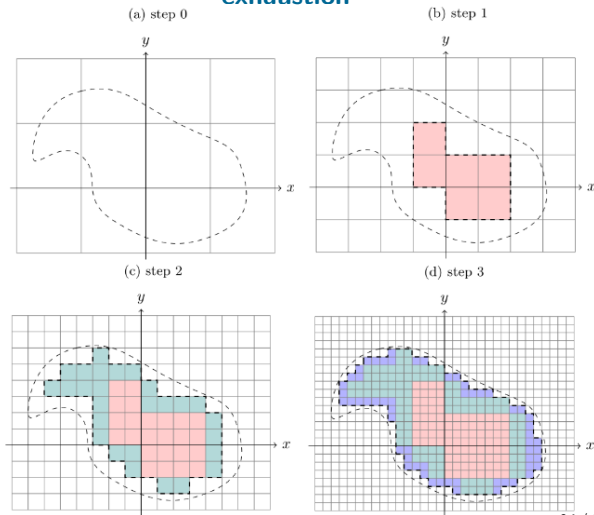 exhaustion
(a) step 0
(b) step 1
y
y
x
x
(c) step 2
(d) step 3
y
y
x
x